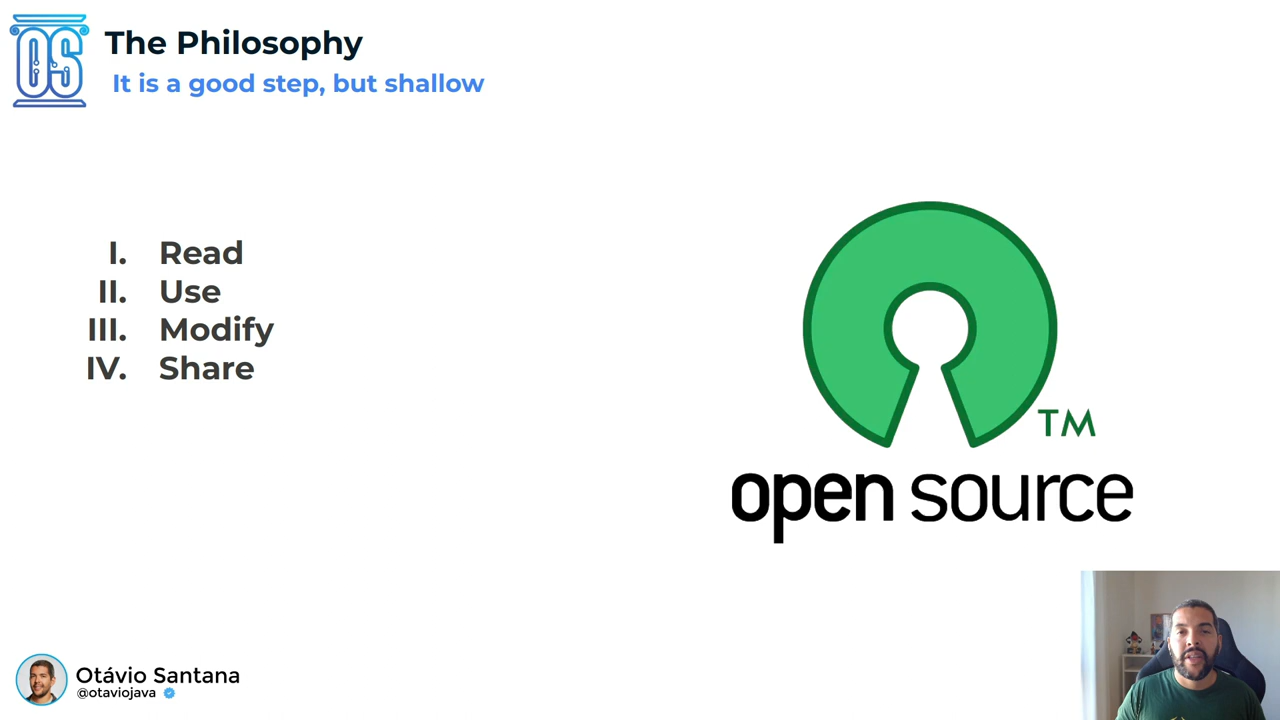 OS
The Philosophy
It is a good step, but shallow
I. Read
II. Use
III. Modify
IV. Share
TM
open source
Otávio Santana
@otaviojava